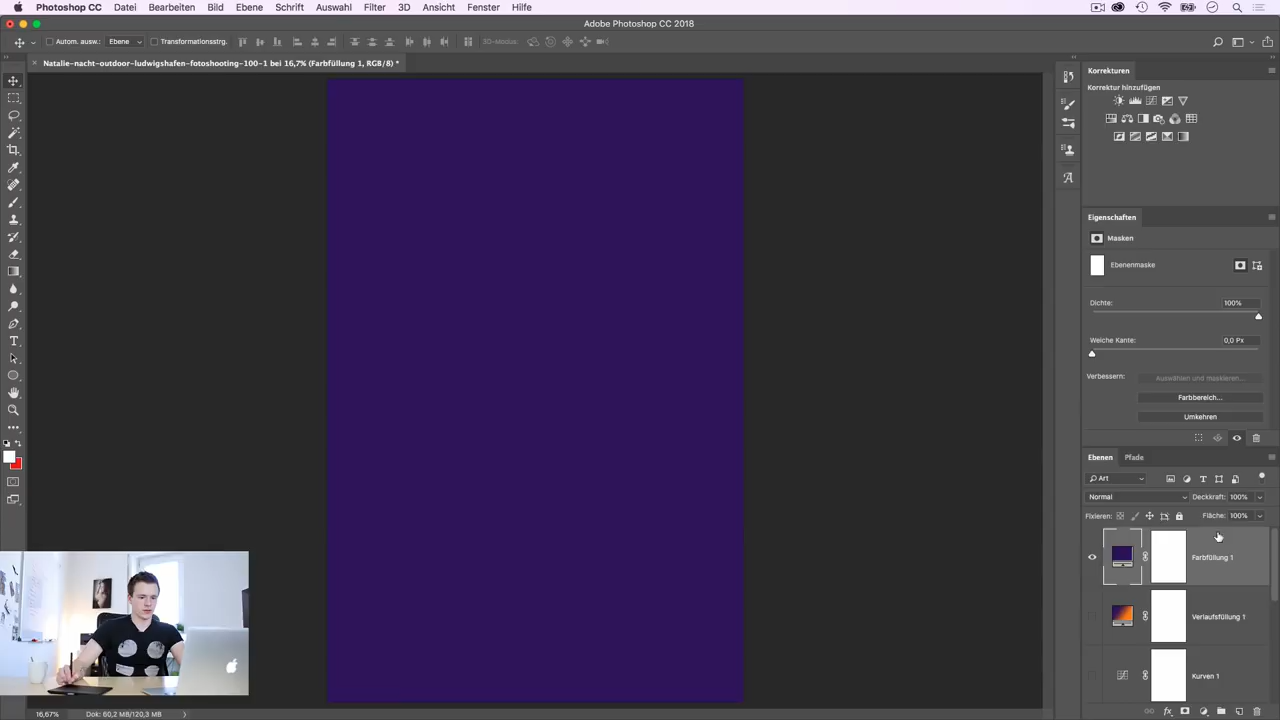 Photoshop CC Datei Bearbeiten Bild Ebene Schrift Auswahl Filter 3D Ansicht Fenster Hilfe
Adobe Photoshop CC 2018
Autom. ausw.: Ebene Transformationsstrg. 3D-Modus:
Natalie-nacht-outdoor-ludwigshafen-fotoshooting-100-1 bei 16,7% (Farbfüllung 1, RGB/8) *
Korrekturen
Korrektur hinzufügen
Eigenschaften
Masken
Ebenenmaske
Dichte: 100%
Weiche Kante: 0,0 Px
Verbessern: Auswählen und maskieren...
Farbbereich...
Umkehren
Ebenen Pfade
Art
Normal Deckkraft: 100%
Fixieren: Fläche: 100%
Farbfüllung 1
Verlaufsfüllung 1
Kurven 1
16,67% Dok: 60,2 MB/120,3 MB